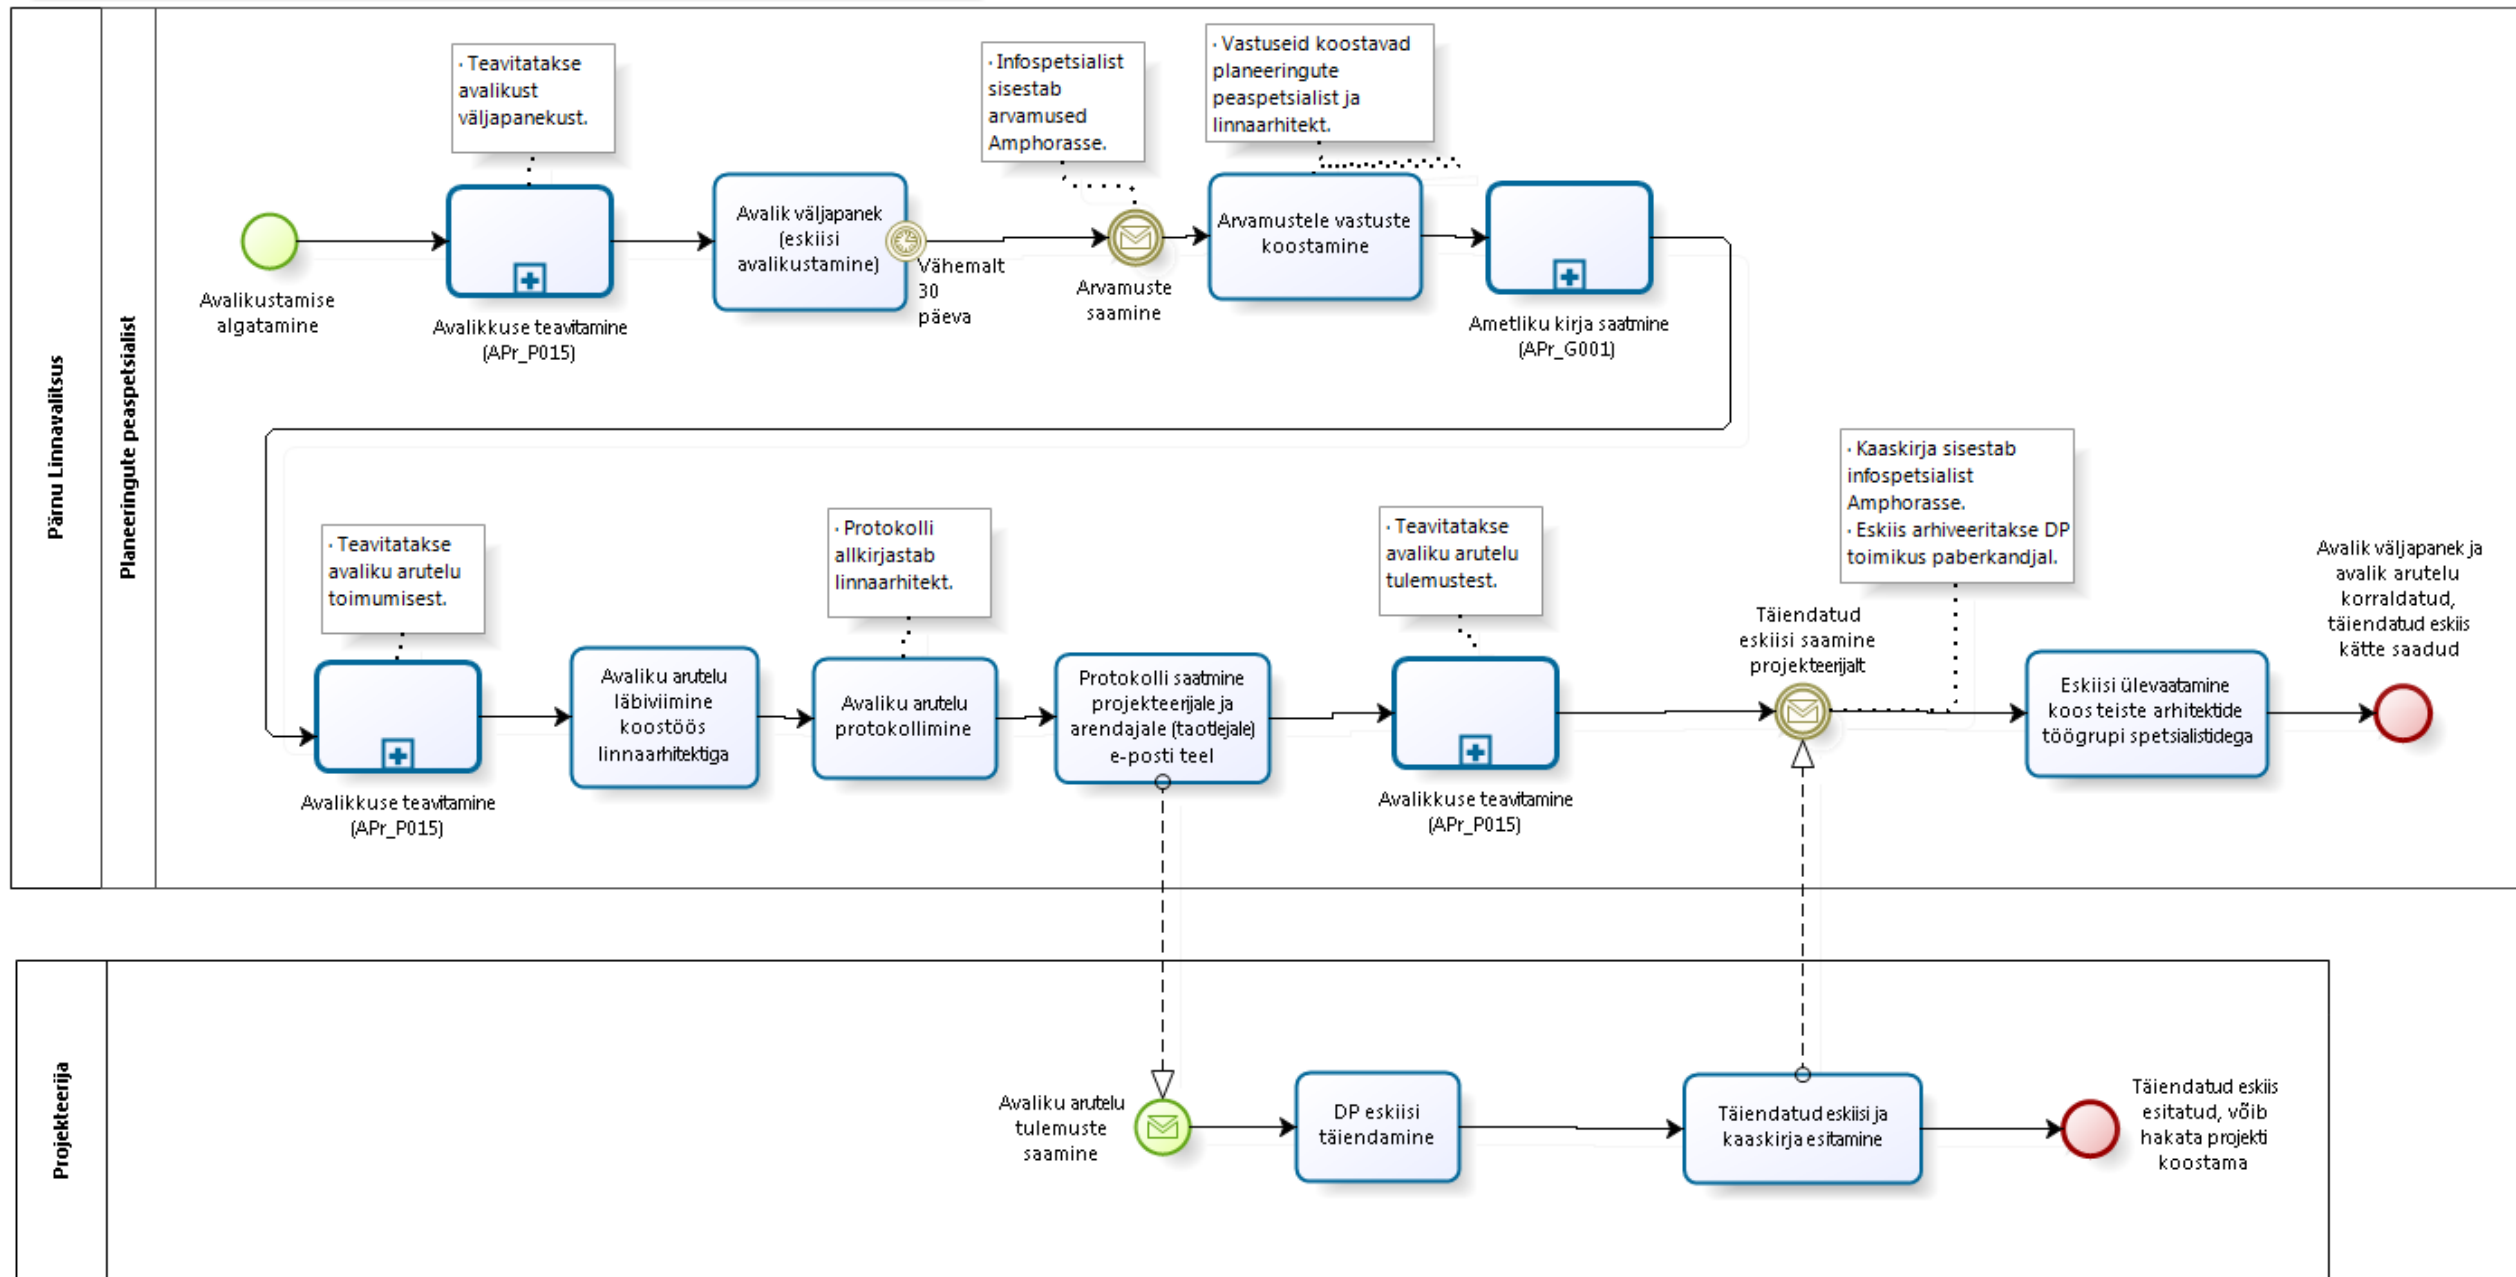 Pärnu Linnavalitsus
Planeeringute peaspetsialist
· Teavitatakse
avalikust
väljapanekust.
· Infospetsialist
sisestab
arvamused
Amphorasse.
· Vastuseid koostavad
planeeringute
peaspetsialist ja
linnaarhitekt.
Avalikustamise
algatamine
Avalikkuse teavitamine
(APr_P015)
Avalik väljapanek
(eskiisi
avalikustamine)
Vähemalt
30
päeva
Arvamuste
saamine
Arvamustele vastuste
koostamine
Ametliku kirja saatmine
(APr_G001)
· Teavitatakse
avaliku arutelu
toimumisest.
· Protokolli
allkirjastab
linnaarhitekt.
· Teavitatakse
avaliku arutelu
tulemustest.
· Kaaskirja sisestab
infospetsialist
Amphorasse.
· Eskiis arhiveeritakse DP
toimikus paberkandjal.
Avalikkuse teavitamine
(APr_P015)
Avaliku arutelu
läbiviimine
koostöös
linnaarhitektiga
Avaliku arutelu
protokollimine
Protokolli saatmine
projekteerijale ja
arendajale (taotlejale)
e-posti teel
Avalikkuse teavitamine
(APr_P015)
Täiendatud
eskiisi saamine
projekteerijalt
Eskiisi ülevaatamine
koos teiste arhitektide
töögrupi spetsialistidega
Avalik väljapanek ja
avalik arutelu
korraldatud,
täiendatud eskiis
kätte saadud
Projekteerija
Avaliku arutelu
tulemuste
saamine
DP eskiisi
täiendamine
Täiendatud eskiisi ja
kaaskirja esitamine
Täiendatud eskiis
esitatud, võib
hakata projekti
koostama